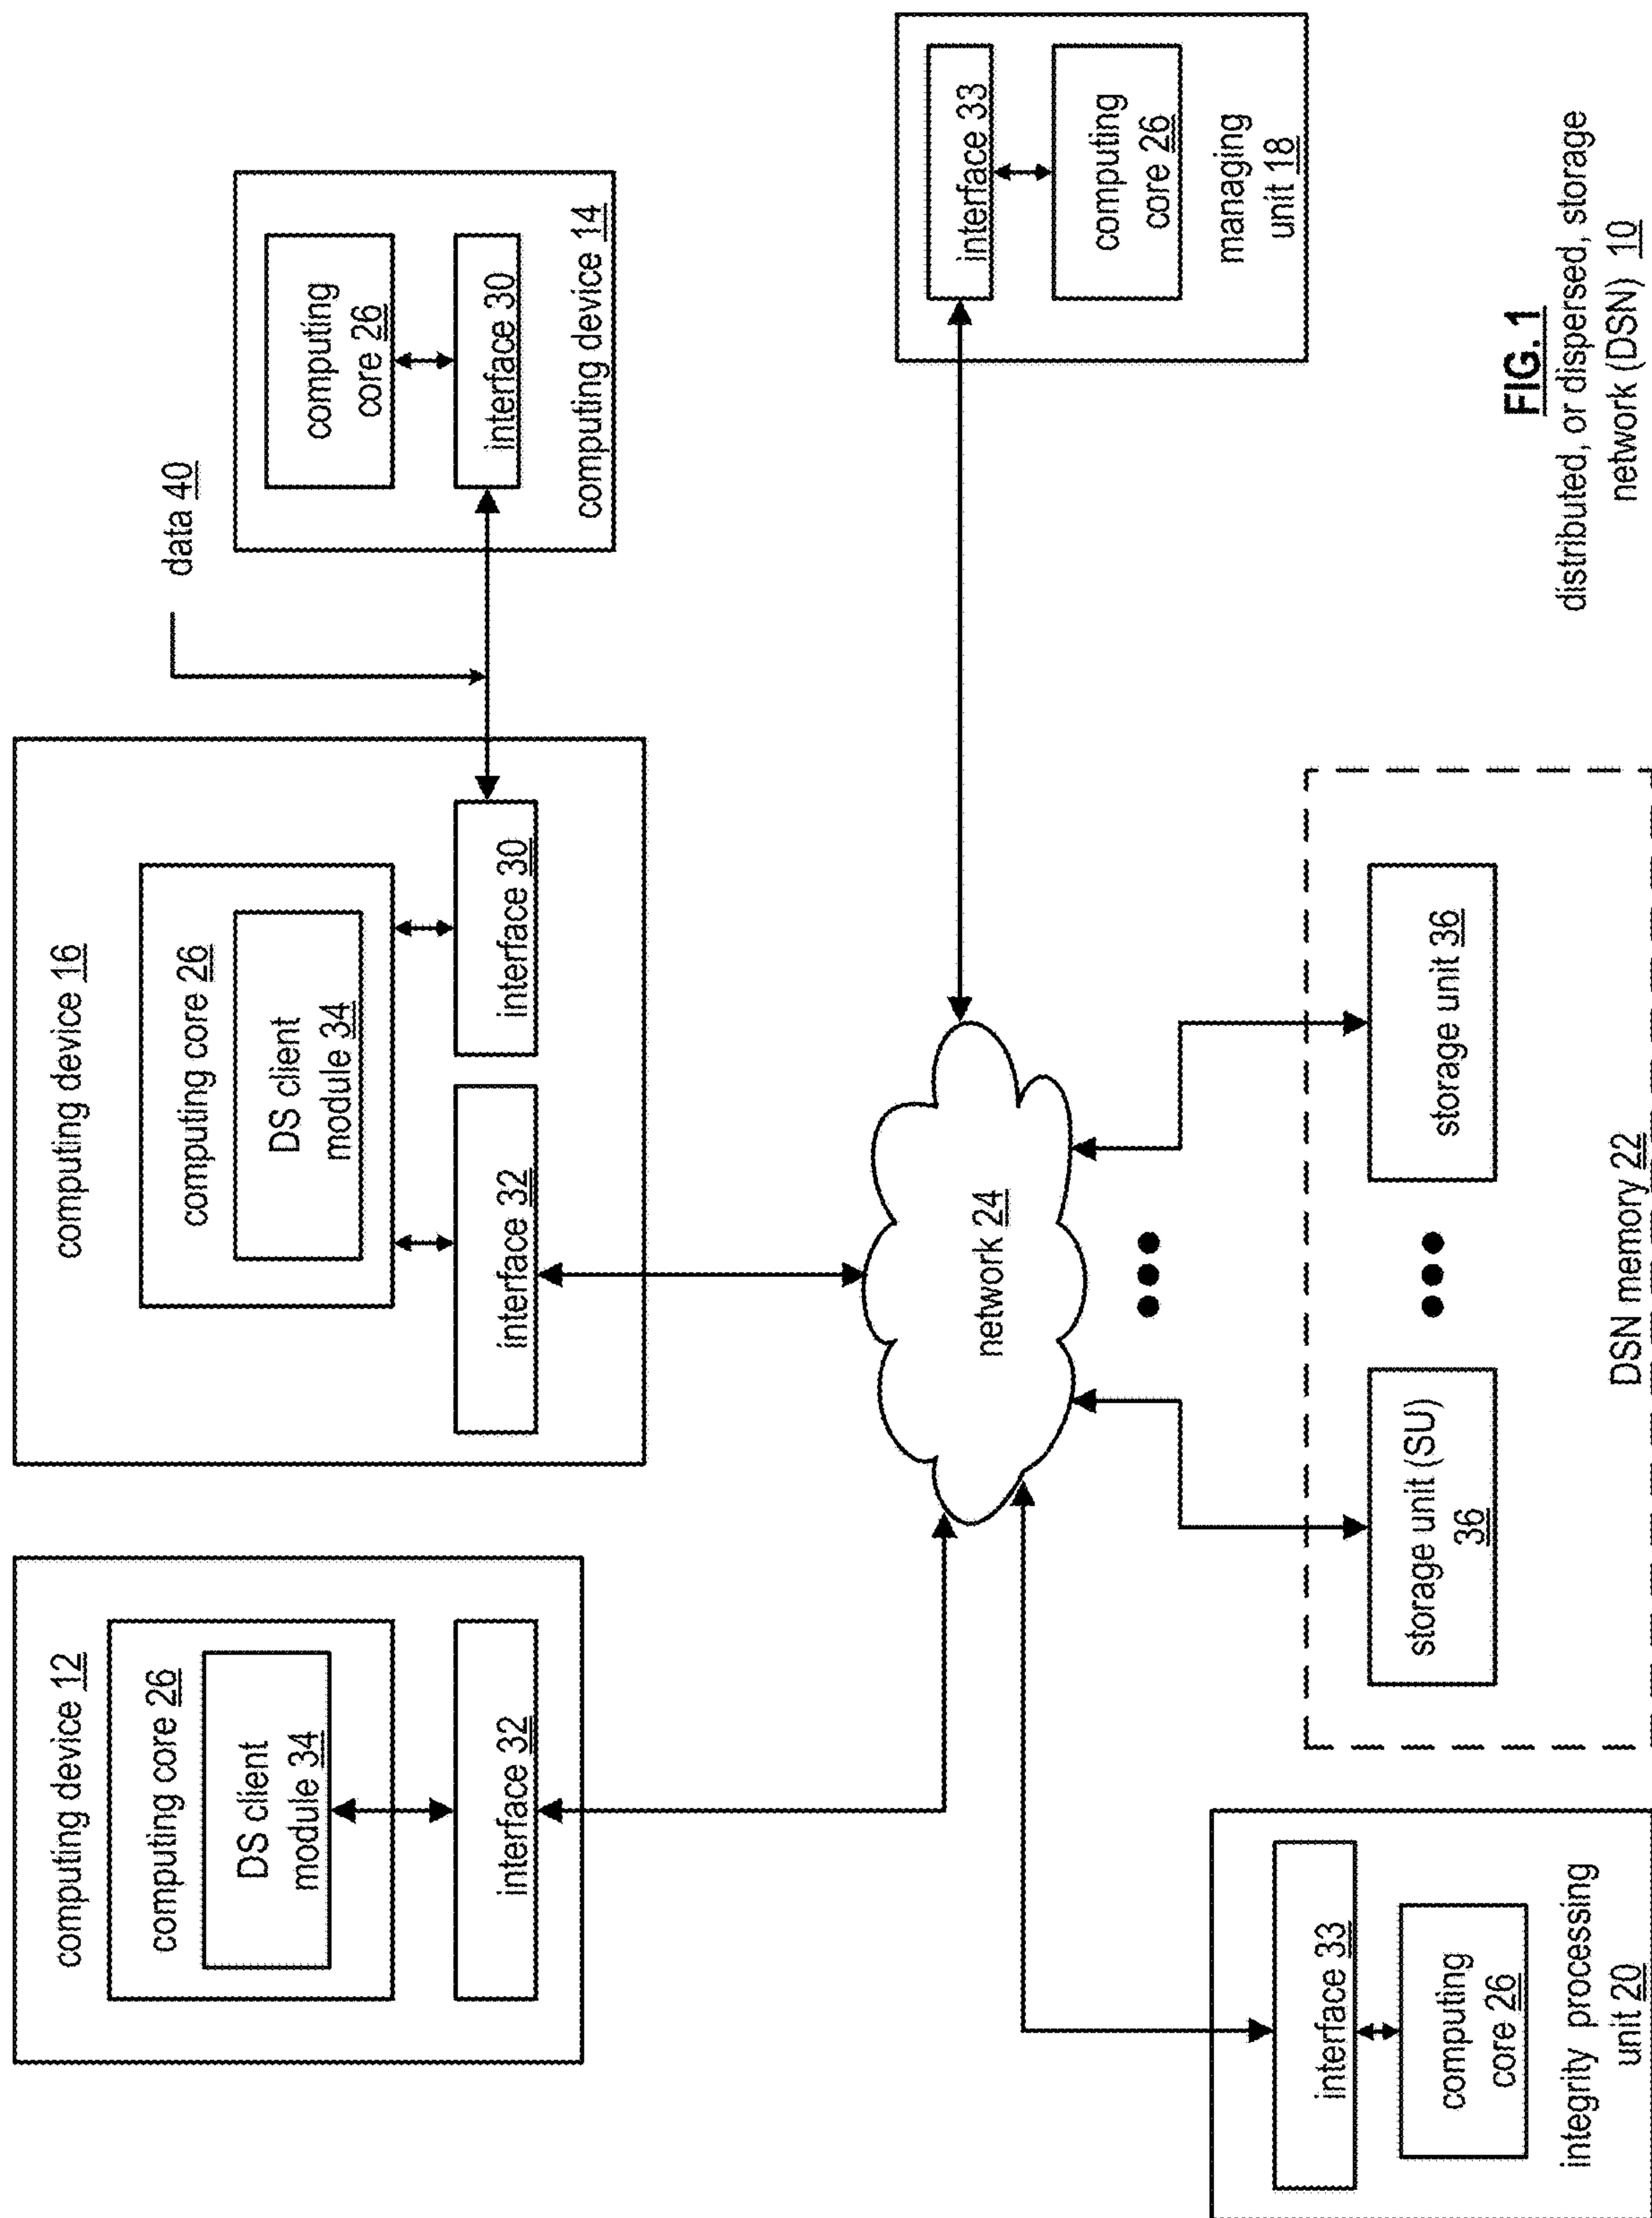 computing device 12
computing core 26
DS client
module 34
interface 32
computing device 16
computing core 26
DS client
module 34
interface 32
interface 30
data 40
computing
core 26
interface 30
computing device 14
network 24
interface 33
computing
core 26
managing
unit 18
interface 33
computing
core 26
integrity processing
unit 20
storage unit (SU)
36
storage unit 36
DSN memory 22
FIG. 1
distributed, or dispersed, storage
network (DSN) 10